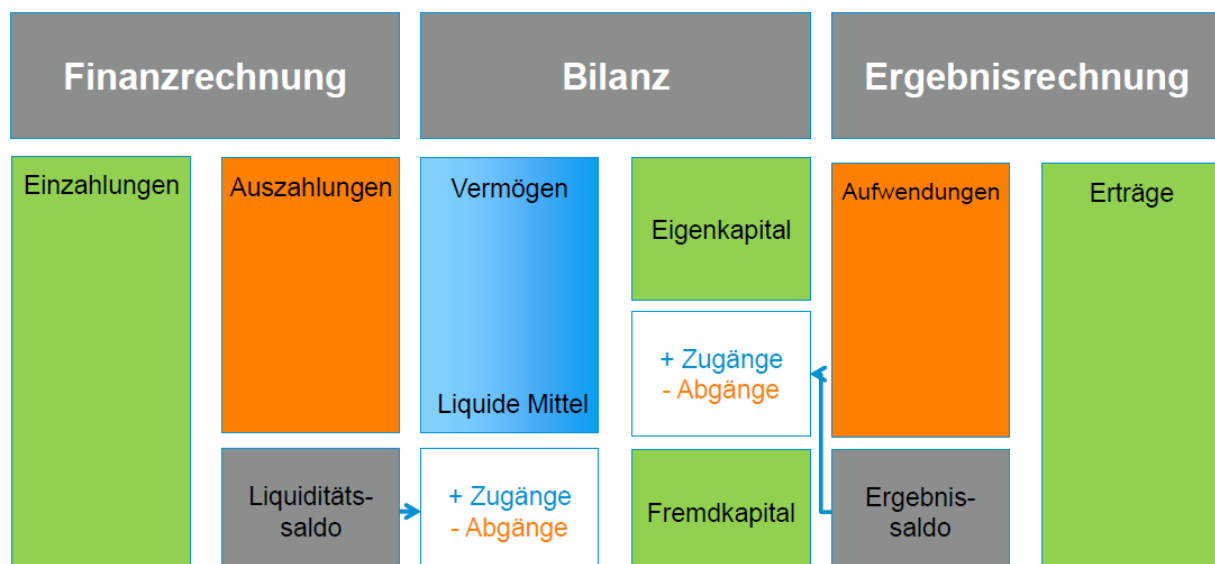 Finanzrechnung
Bilanz
Ergebnisrechnung
Einzahlungen
Auszahlungen
Vermögen
Liquide Mittel
Eigenkapital
Aufwendungen
Erträge
+ Zugänge
- Abgänge
Liquiditäts-
saldo
+ Zugänge
- Abgänge
Fremdkapital
Ergebnis-
saldo